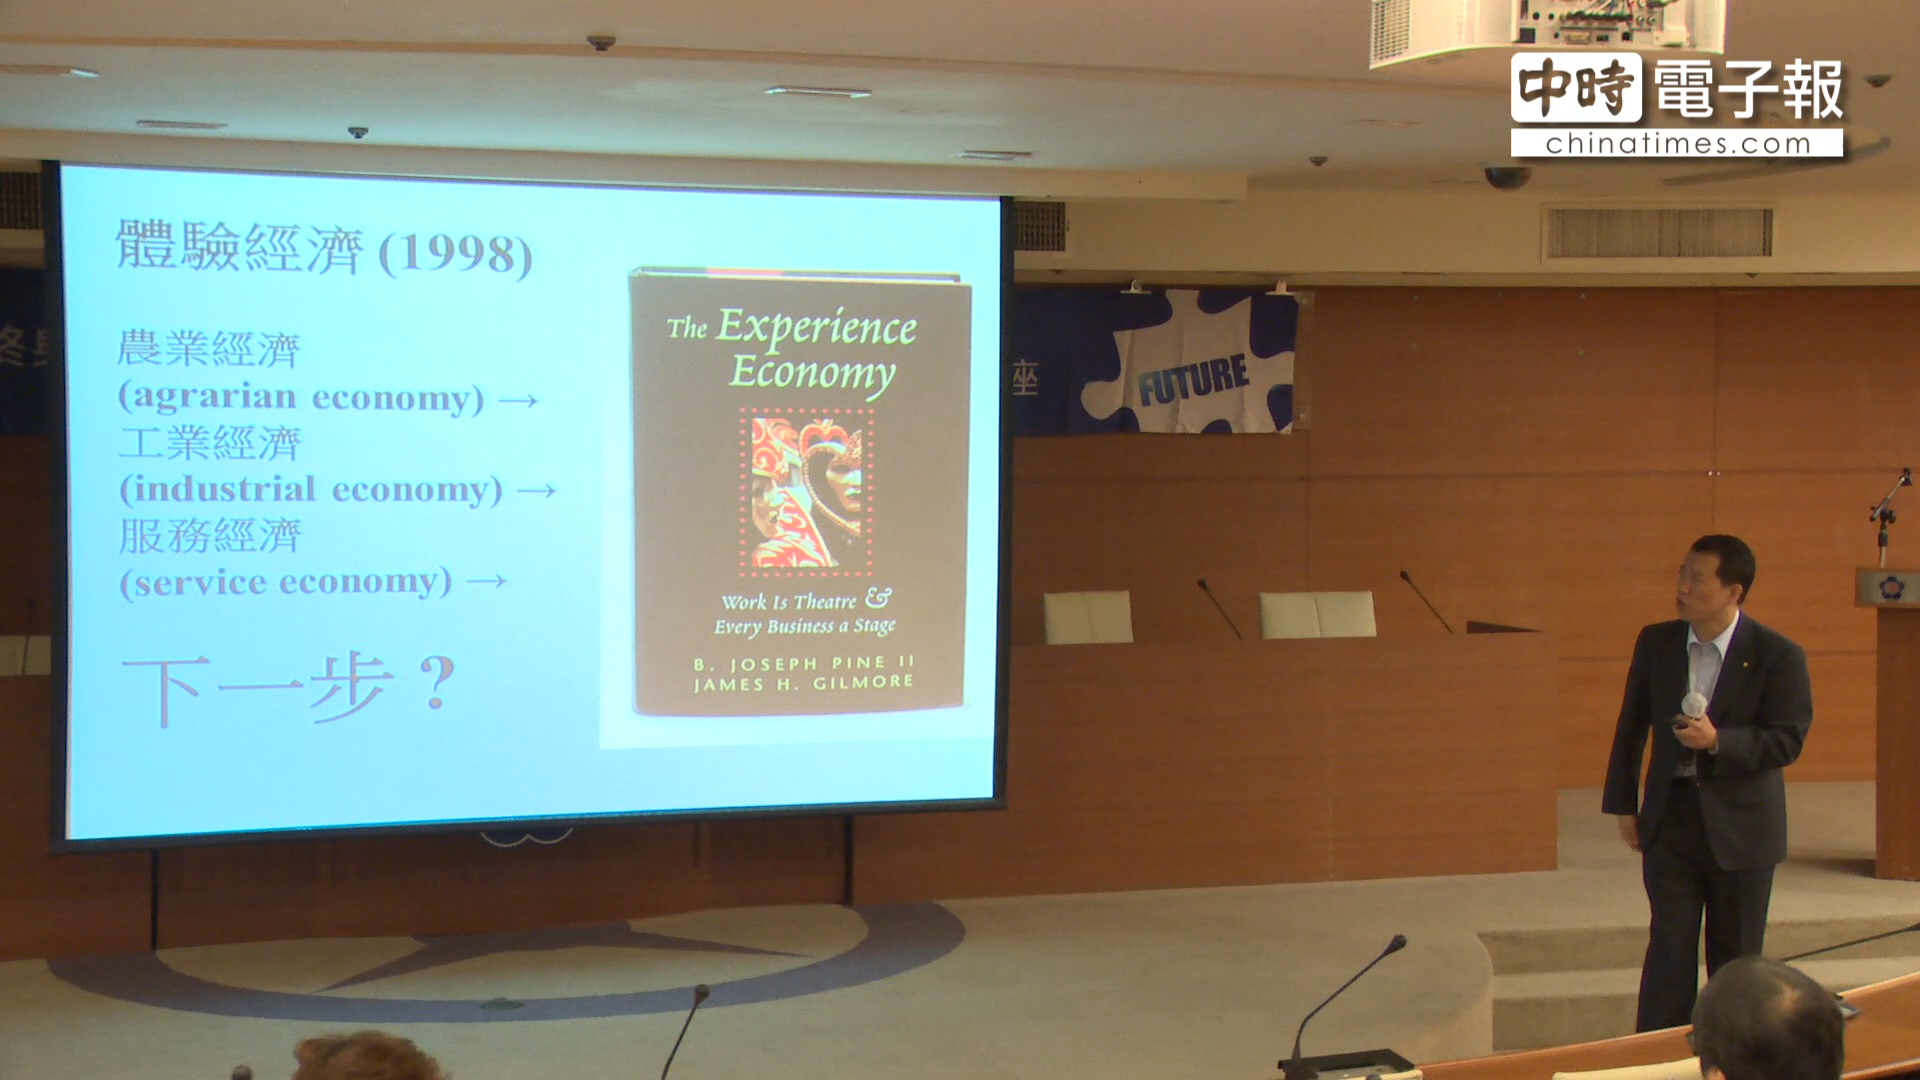 中時 電子報
chinatimes.com
體驗經濟 (1998)
農業經濟
(agrarian economy) →
工業經濟
(industrial economy) →
服務經濟
(service economy) →
下一步？
The Experience
Economy
Work Is Theatre &
Every Business a Stage
B. JOSEPH PINE II
JAMES H. GILMORE
座
FUTURE